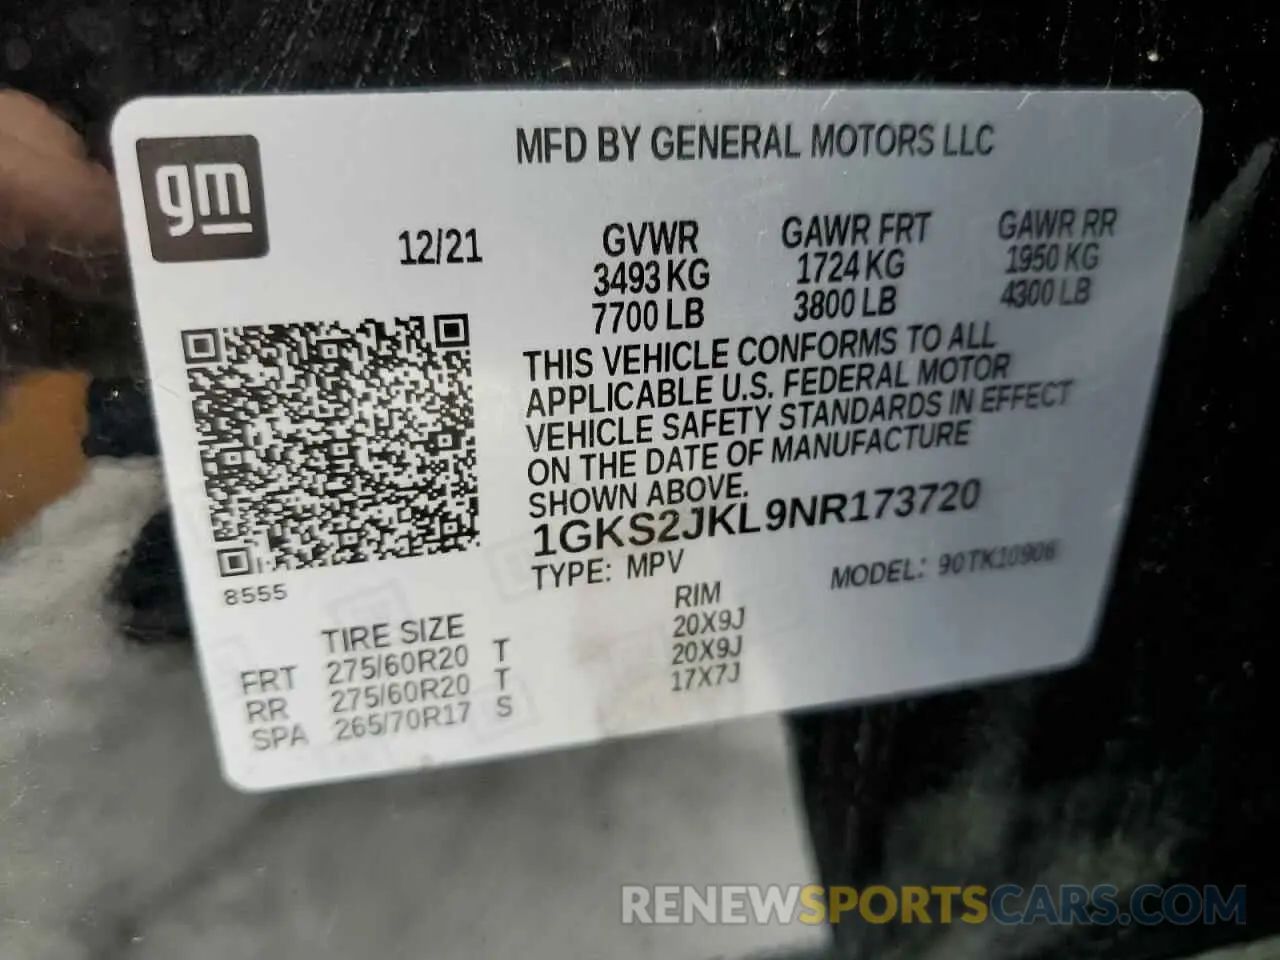 gm
MFD BY GENERAL MOTORS LLC
12/21
GVWR
3493 KG
7700 LB
GAWR FRT
1724 KG
3800 LB
GAWR RR
1950 KG
4300 LB
THIS VEHICLE CONFORMS TO ALL
APPLICABLE U.S. FEDERAL MOTOR
VEHICLE SAFETY STANDARDS IN EFFECT
ON THE DATE OF MANUFACTURE
SHOWN ABOVE.
1GKS2JKL9NR173720
TYPE: MPV
MODEL: 90TK10906
8555
TIRE SIZE RIM
FRT 275/60R20 T 20X9J
RR 275/60R20 T 20X9J
SPA 265/70R17 S 17X7J
RENEWSPORTSCARS.COM